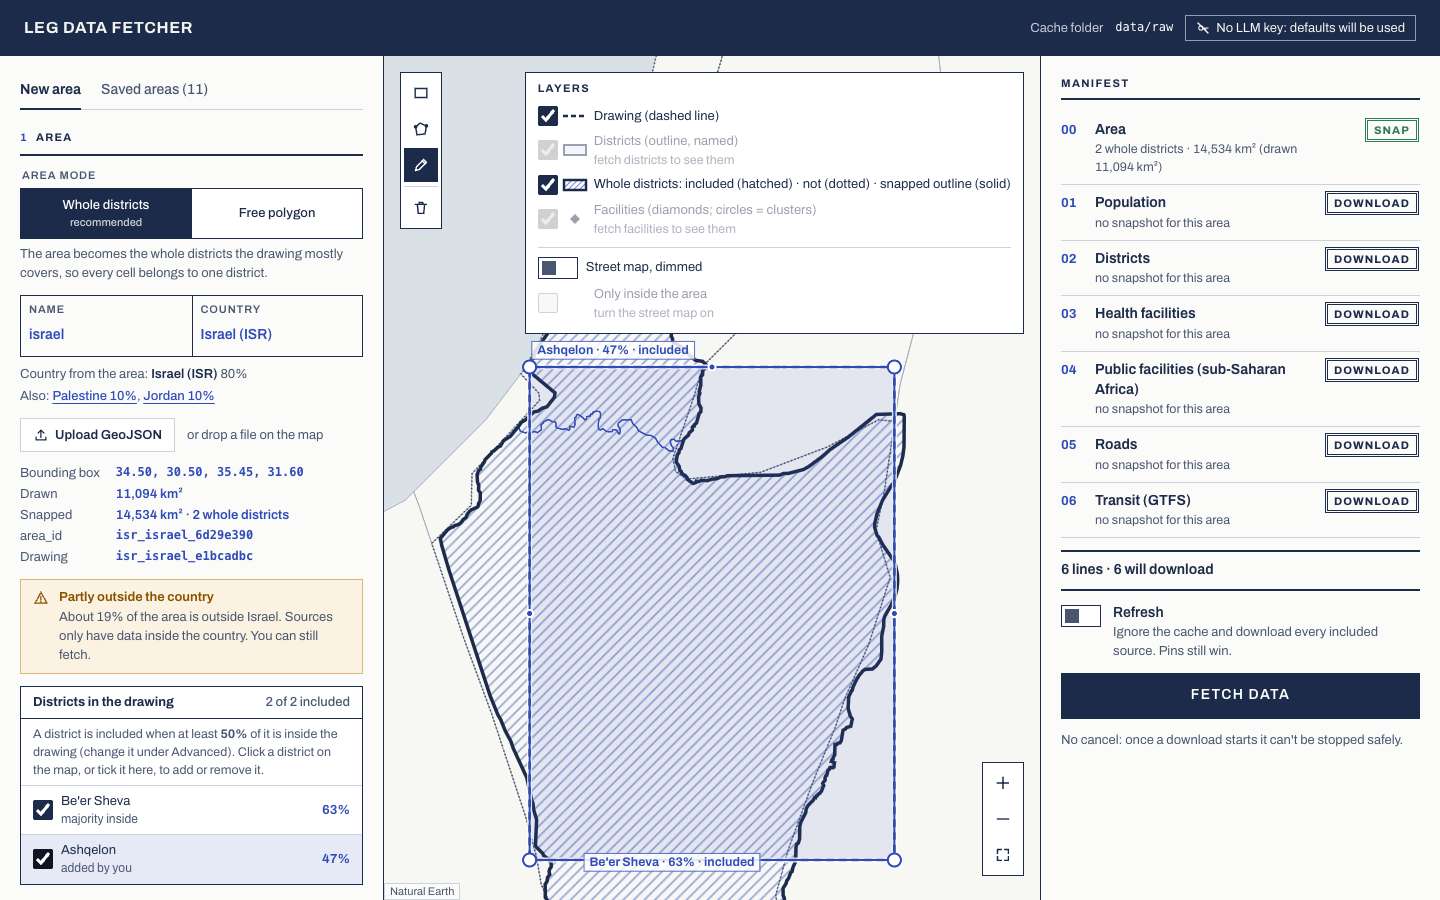 LEG DATA FETCHER
Cache folder data/raw
No LLM key: defaults will be used
New area
Saved areas (11)
1 AREA
AREA MODE
Whole districts
recommended
Free polygon
The area becomes the whole districts the drawing mostly
covers, so every cell belongs to one district.
NAME
israel
COUNTRY
Israel (ISR)
Country from the area: Israel (ISR) 80%
Also: Palestine 10%, Jordan 10%
Upload GeoJSON
or drop a file on the map
Bounding box 34.50, 30.50, 35.45, 31.60
Drawn 11,094 km²
Snapped 14,534 km² · 2 whole districts
area_id isr_israel_6d29e390
Drawing isr_israel_e1bcadbc
Partly outside the country
About 19% of the area is outside Israel. Sources
only have data inside the country. You can still
fetch.
Districts in the drawing 2 of 2 included
A district is included when at least 50% of it is inside the
drawing (change it under Advanced). Click a district on
the map, or tick it here, to add or remove it.
Be'er Sheva
majority inside
63%
Ashqelon
added by you
47%
LAYERS
Drawing (dashed line)
Districts (outline, named)
fetch districts to see them
Whole districts: included (hatched) · not (dotted) · snapped outline (solid)
Facilities (diamonds; circles = clusters)
fetch facilities to see them
Street map, dimmed
Only inside the area
turn the street map on
Ashqelon · 47% · included
Be'er Sheva · 63% · included
Natural Earth
MANIFEST
00 Area
SNAP
2 whole districts · 14,534 km² (drawn
11,094 km²)
01 Population
DOWNLOAD
no snapshot for this area
02 Districts
DOWNLOAD
no snapshot for this area
03 Health facilities
DOWNLOAD
no snapshot for this area
04 Public facilities (sub-Saharan
Africa)
DOWNLOAD
no snapshot for this area
05 Roads
DOWNLOAD
no snapshot for this area
06 Transit (GTFS)
DOWNLOAD
no snapshot for this area
6 lines · 6 will download
Refresh
Ignore the cache and download every included
source. Pins still win.
FETCH DATA
No cancel: once a download starts it can't be stopped safely.